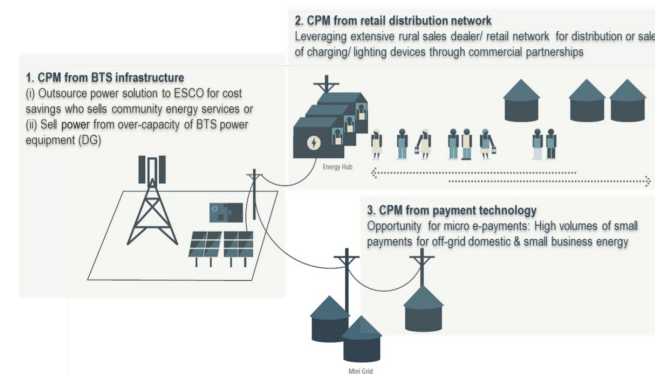 2. CPM from retail distribution network
Leveraging extensive rural sales dealer/ retail network for distribution or sale
of charging/ lighting devices through commercial partnerships
1. CPM from BTS infrastructure
(i) Outsource power solution to ESCO for cost
savings who sells community energy services or
(ii) Sell power from over-capacity of BTS power
equipment (DG)
Energy Hub
3. CPM from payment technology
Opportunity for micro e-payments: High volumes of small
payments for off-grid domestic & small business energy
Mini Grid